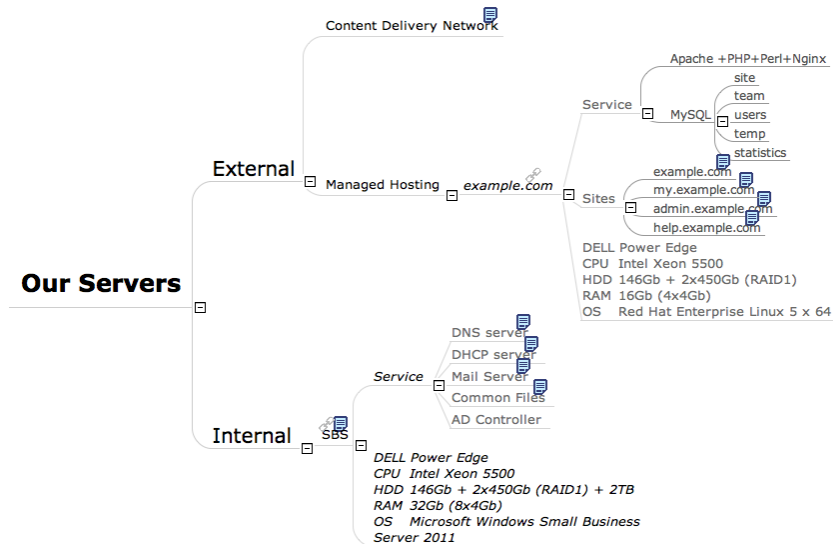 Our Servers
External
Content Delivery Network
Managed Hosting
example.com
Service
Apache +PHP+Perl+Nginx
MySQL
site
team
users
temp
statistics
Sites
example.com
my.example.com
admin.example.com
help.example.com
DELL Power Edge
CPU Intel Xeon 5500
HDD 146Gb + 2x450Gb (RAID1)
RAM 16Gb (4x4Gb)
OS Red Hat Enterprise Linux 5 x 64
Internal
SBS
Service
DNS server
DHCP server
Mail Server
Common Files
AD Controller
DELL Power Edge
CPU Intel Xeon 5500
HDD 146Gb + 2x450Gb (RAID1) + 2TB
RAM 32Gb (8x4Gb)
OS Microsoft Windows Small Business
Server 2011